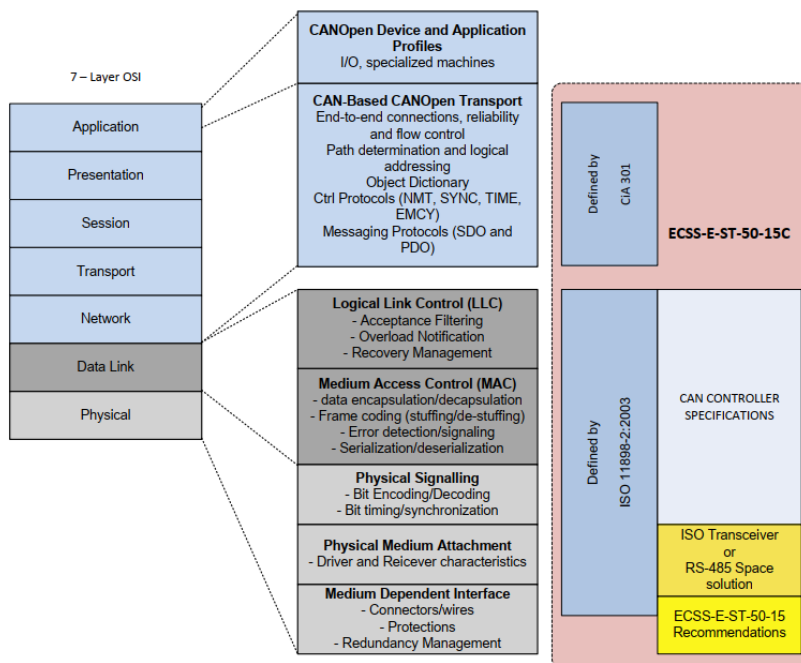 7 – Layer OSI
Application
Presentation
Session
Transport
Network
Data Link
Physical
CANOpen Device and Application
Profiles
I/O, specialized machines
CAN-Based CANOpen Transport
End-to-end connections, reliability
and flow control
Path determination and logical
addressing
Object Dictionary
Ctrl Protocols (NMT, SYNC, TIME,
EMCY)
Messaging Protocols (SDO and
PDO)
Logical Link Control (LLC)
- Acceptance Filtering
- Overload Notification
- Recovery Management
Medium Access Control (MAC)
- data encapsulation/decapsulation
- Frame coding (stuffing/de-stuffing)
- Error detection/signaling
- Serialization/deserialization
Physical Signalling
- Bit Encoding/Decoding
- Bit timing/synchronization
Physical Medium Attachment
- Driver and Reicever characteristics
Medium Dependent Interface
- Connectors/wires
- Protections
- Redundancy Management
Defined by
CiA 301
ECSS-E-ST-50-15C
Defined by
ISO 11898-2:2003
CAN CONTROLLER
SPECIFICATIONS
ISO Transceiver
or
RS-485 Space
solution
ECSS-E-ST-50-15
Recommendations